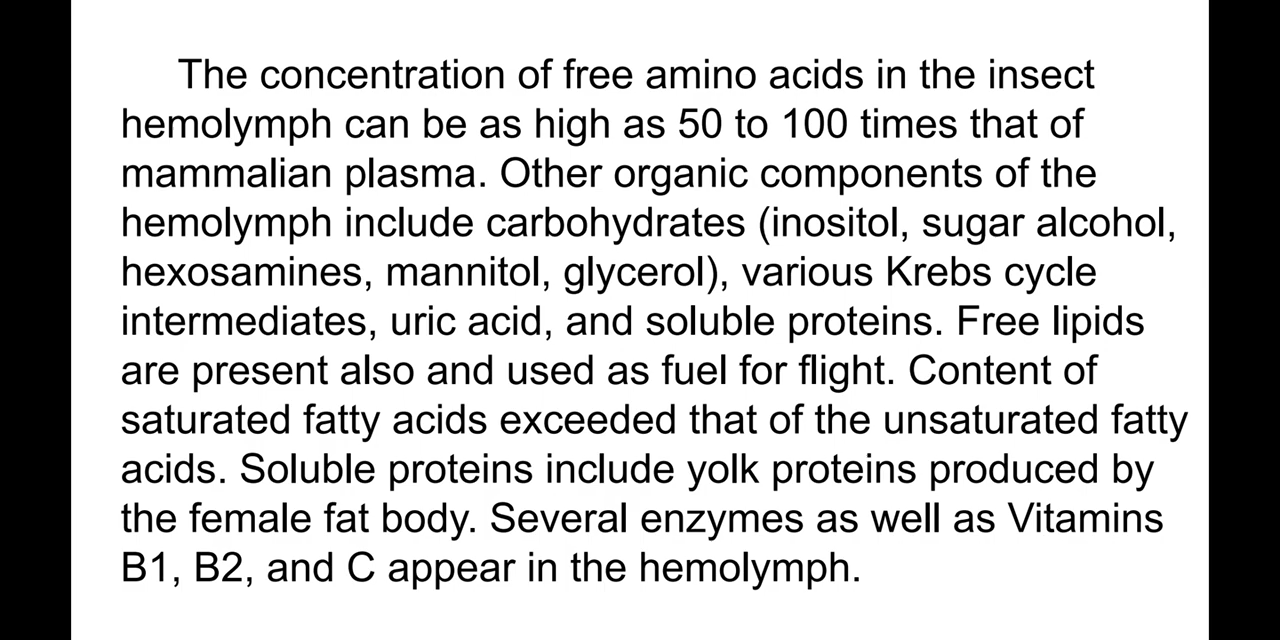 The concentration of free amino acids in the insect
hemolymph can be as high as 50 to 100 times that of
mammalian plasma. Other organic components of the
hemolymph include carbohydrates (inositol, sugar alcohol,
hexosamines, mannitol, glycerol), various Krebs cycle
intermediates, uric acid, and soluble proteins. Free lipids
are present also and used as fuel for flight. Content of
saturated fatty acids exceeded that of the unsaturated fatty
acids. Soluble proteins include yolk proteins produced by
the female fat body. Several enzymes as well as Vitamins
B1, B2, and C appear in the hemolymph.